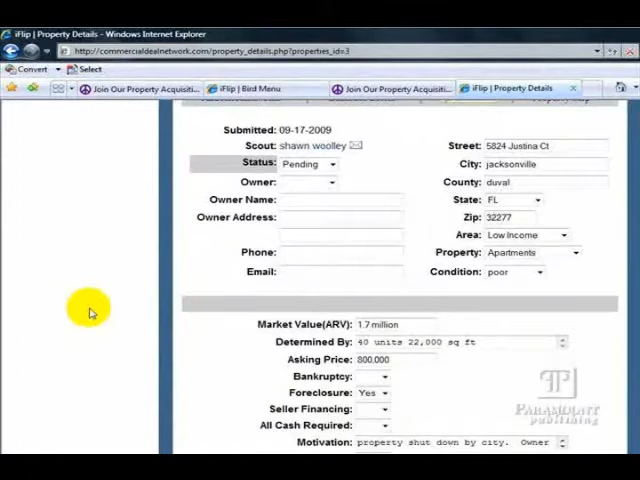 iFlip | Property Details - Windows Internet Explorer
http://commercialdealnetwork.com/property_details.php?properties_id=3
Convert Select
Join Our Property Acquisiti... iFlip | Bird Menu Join Our Property Acquisiti... iFlip | Property Details
Submitted: 09-17-2009
Scout: shawn woolley
Status: Pending
Owner:
Owner Name:
Owner Address:
Phone:
Email:
Street: 5824 Justina Ct
City: jacksonville
County: duval
State: FL
Zip: 32277
Area: Low Income
Property: Apartments
Condition: poor
Market Value(ARV): 1.7 million
Determined By: 40 units 22,000 sq ft
Asking Price: 800,000
Bankruptcy:
Foreclosure: Yes
Seller Financing:
All Cash Required:
Motivation: property shut down by city. Owner
PARAMOUNT
publishing